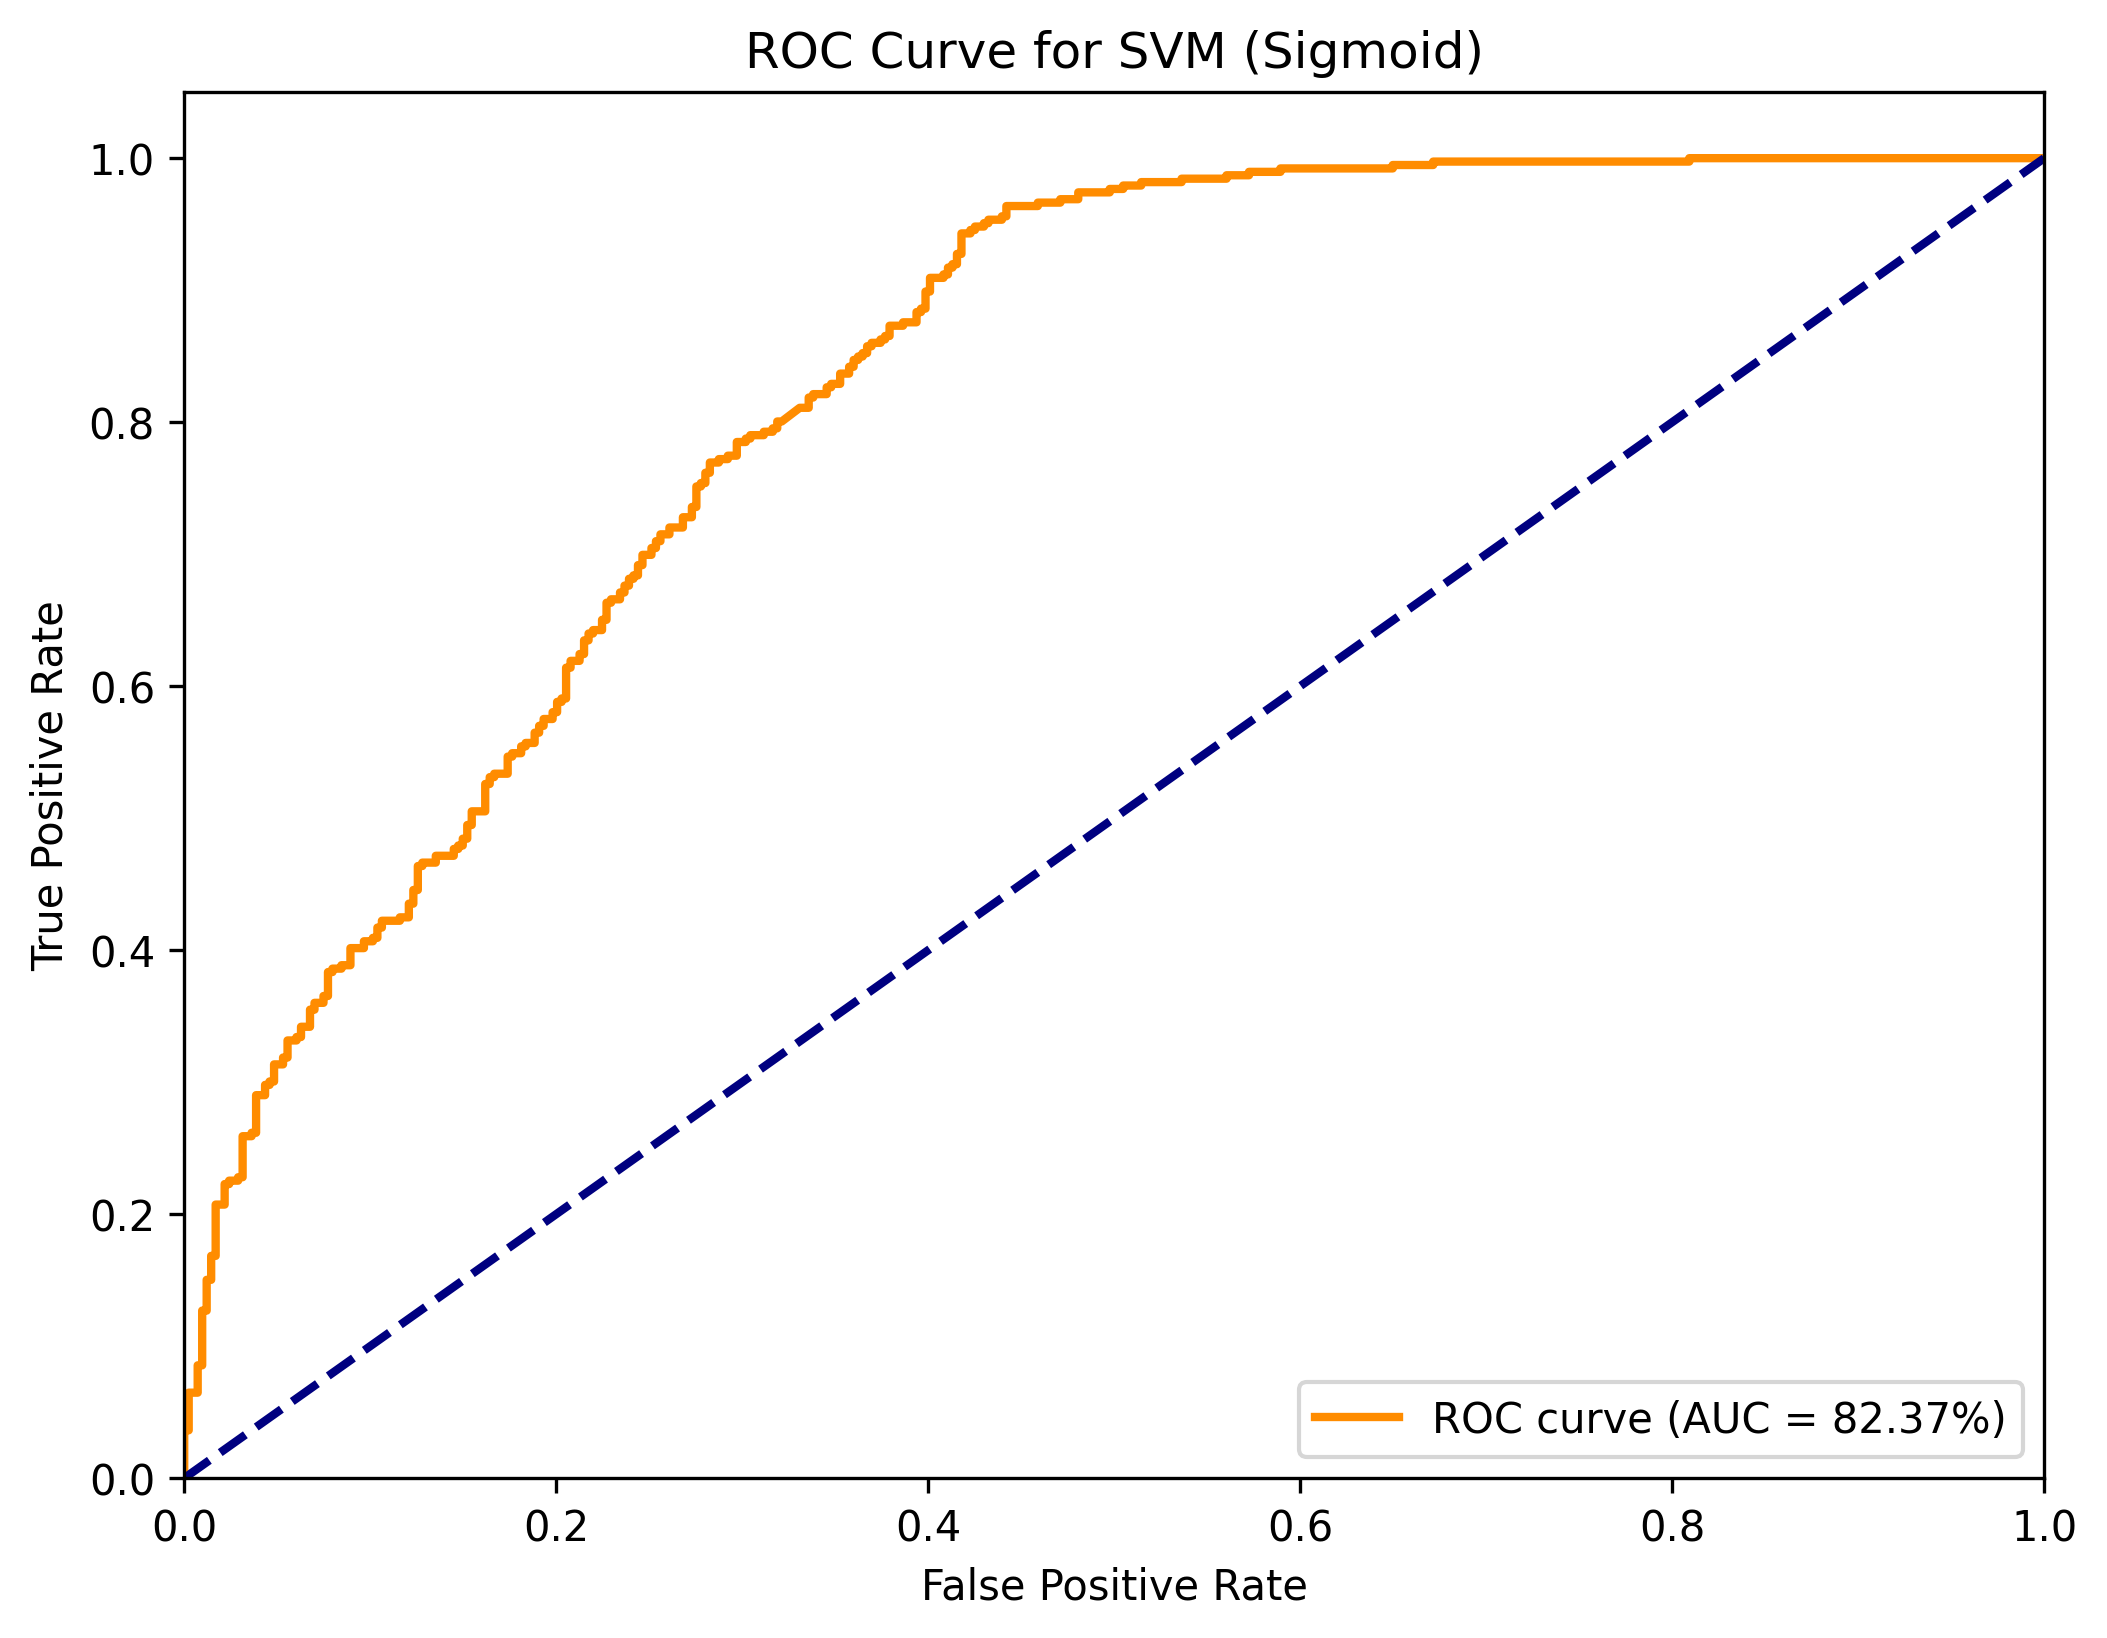 ROC Curve for SVM (Sigmoid)
True Positive Rate
1.0
0.8
0.6
0.4
0.2
0.0
ROC curve (AUC = 82.37%)
0.0 0.2 0.4 0.6 0.8 1.0
False Positive Rate